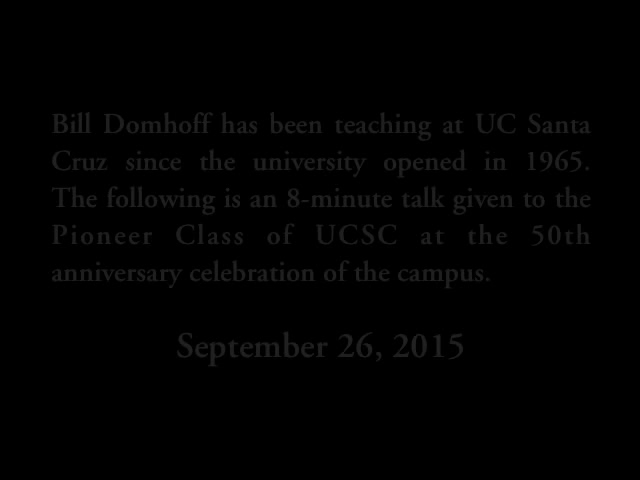 Bill Domhoff has been teaching at UC Santa
Cruz since the university opened in 1965.
The following is an 8-minute talk given to the
Pioneer Class of UCSC at the 50th
anniversary celebration of the campus.
September 26, 2015